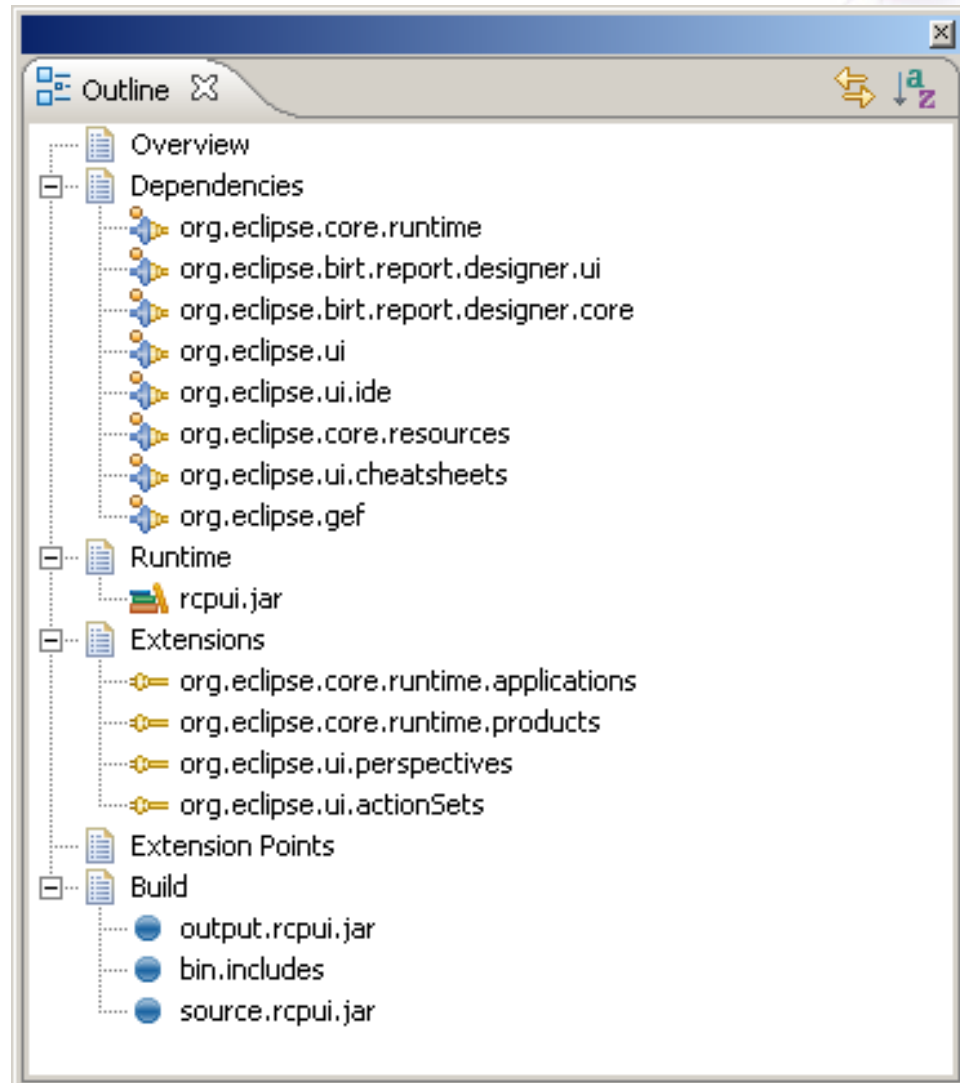 Outline
Overview
Dependencies
org.eclipse.core.runtime
org.eclipse.birt.report.designer.ui
org.eclipse.birt.report.designer.core
org.eclipse.ui
org.eclipse.ui.ide
org.eclipse.core.resources
org.eclipse.ui.cheatsheets
org.eclipse.gef
Runtime
rcpui.jar
Extensions
org.eclipse.core.runtime.applications
org.eclipse.core.runtime.products
org.eclipse.ui.perspectives
org.eclipse.ui.actionSets
Extension Points
Build
output.rcpui.jar
bin.includes
source.rcpui.jar